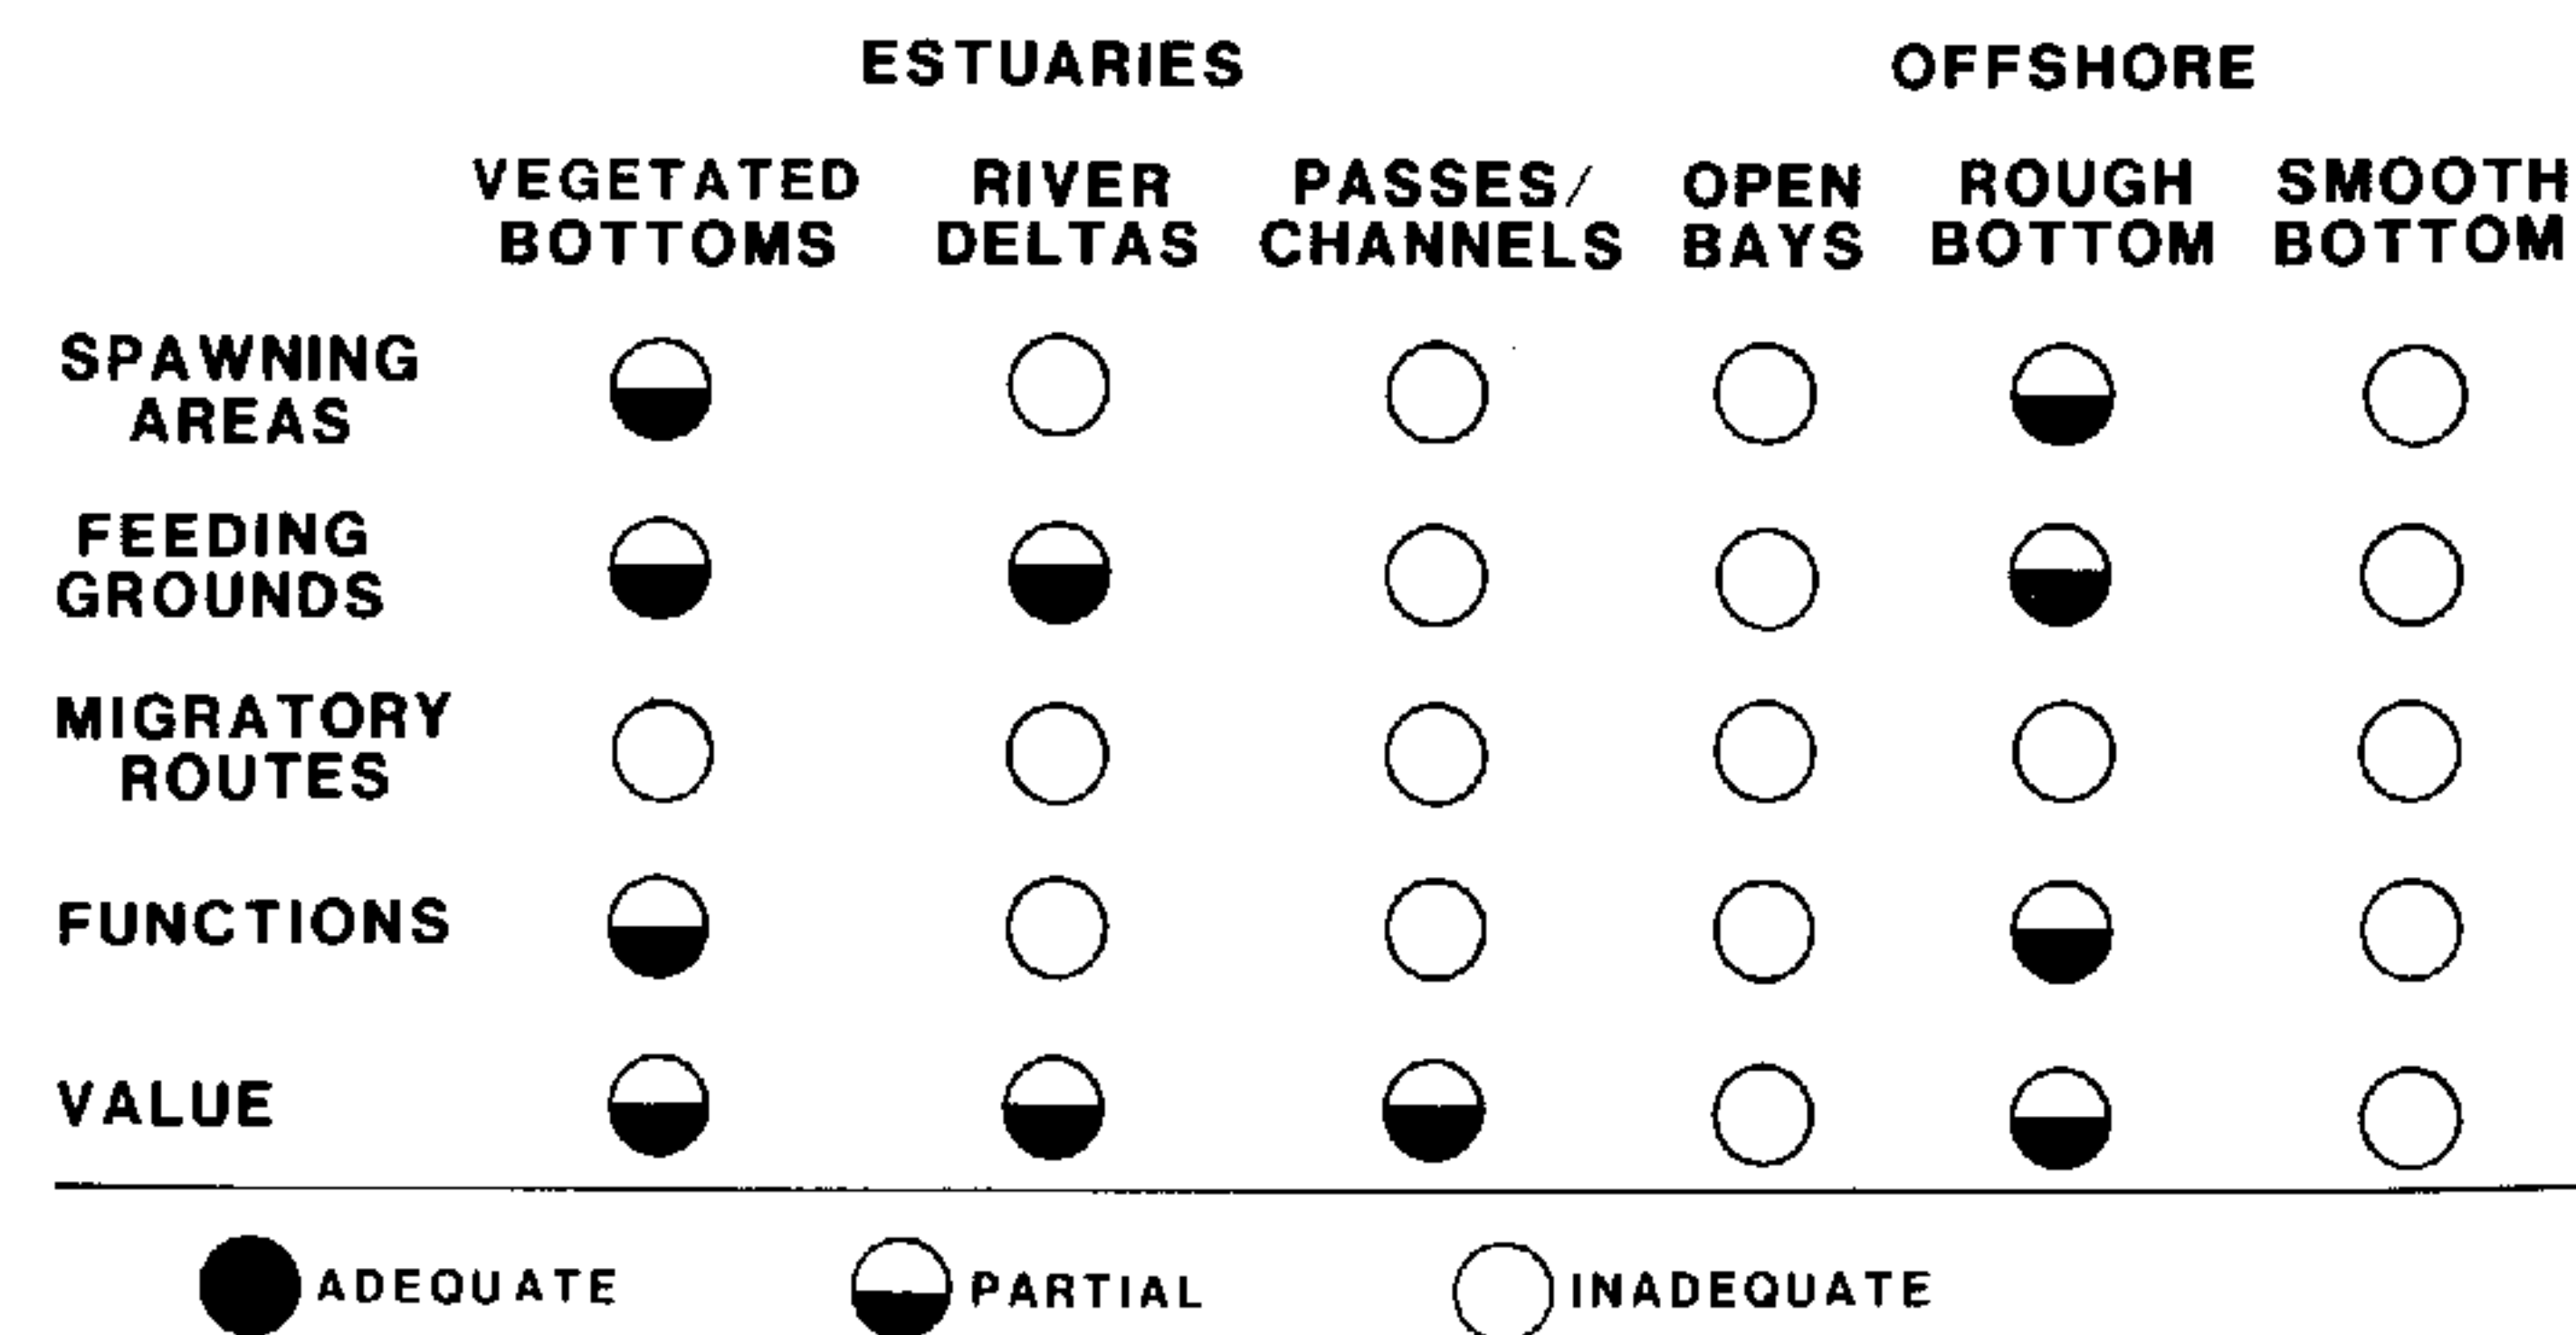 ESTUARIES OFFSHORE
VEGETATED RIVER PASSES/ OPEN ROUGH SMOOTH
BOTTOMS DELTAS CHANNELS BAYS BOTTOM BOTTOM
SPAWNING
AREAS
FEEDING
GROUNDS
MIGRATORY
ROUTES
FUNCTIONS
VALUE
ADEQUATE PARTIAL INADEQUATE